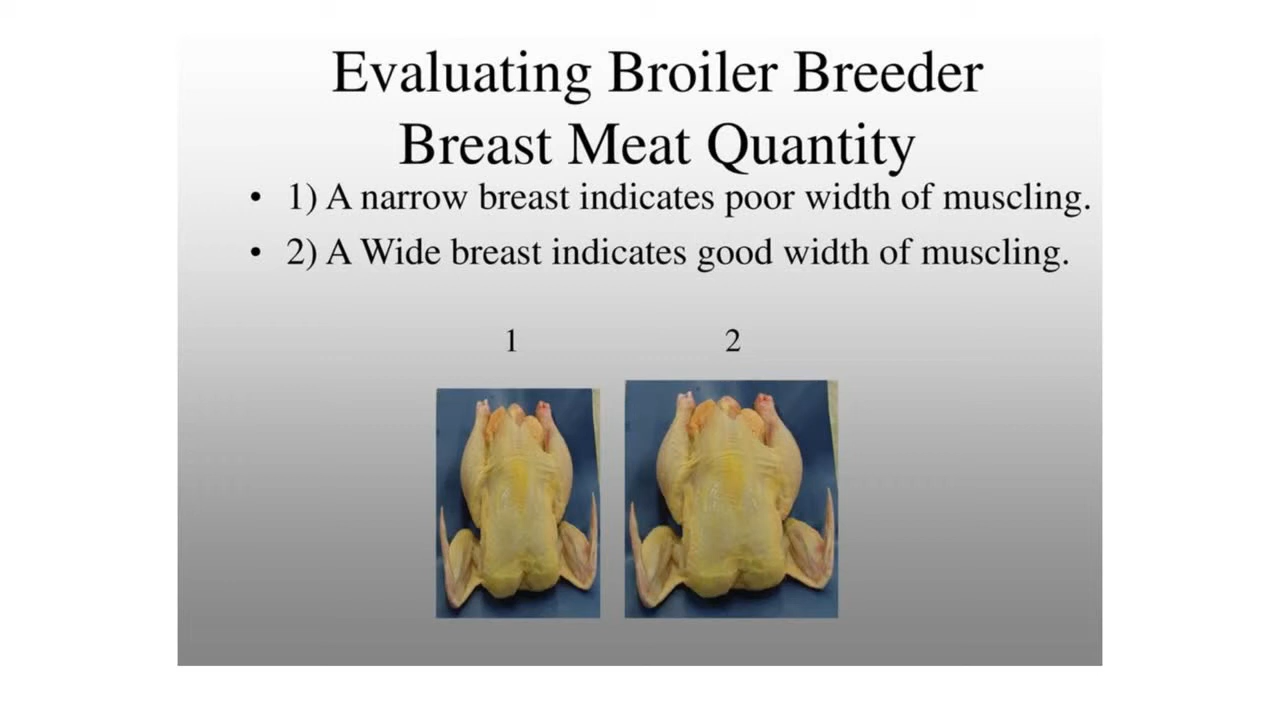 Evaluating Broiler Breeder
Breast Meat Quantity
• 1) A narrow breast indicates poor width of muscling.
• 2) A Wide breast indicates good width of muscling.
1 2